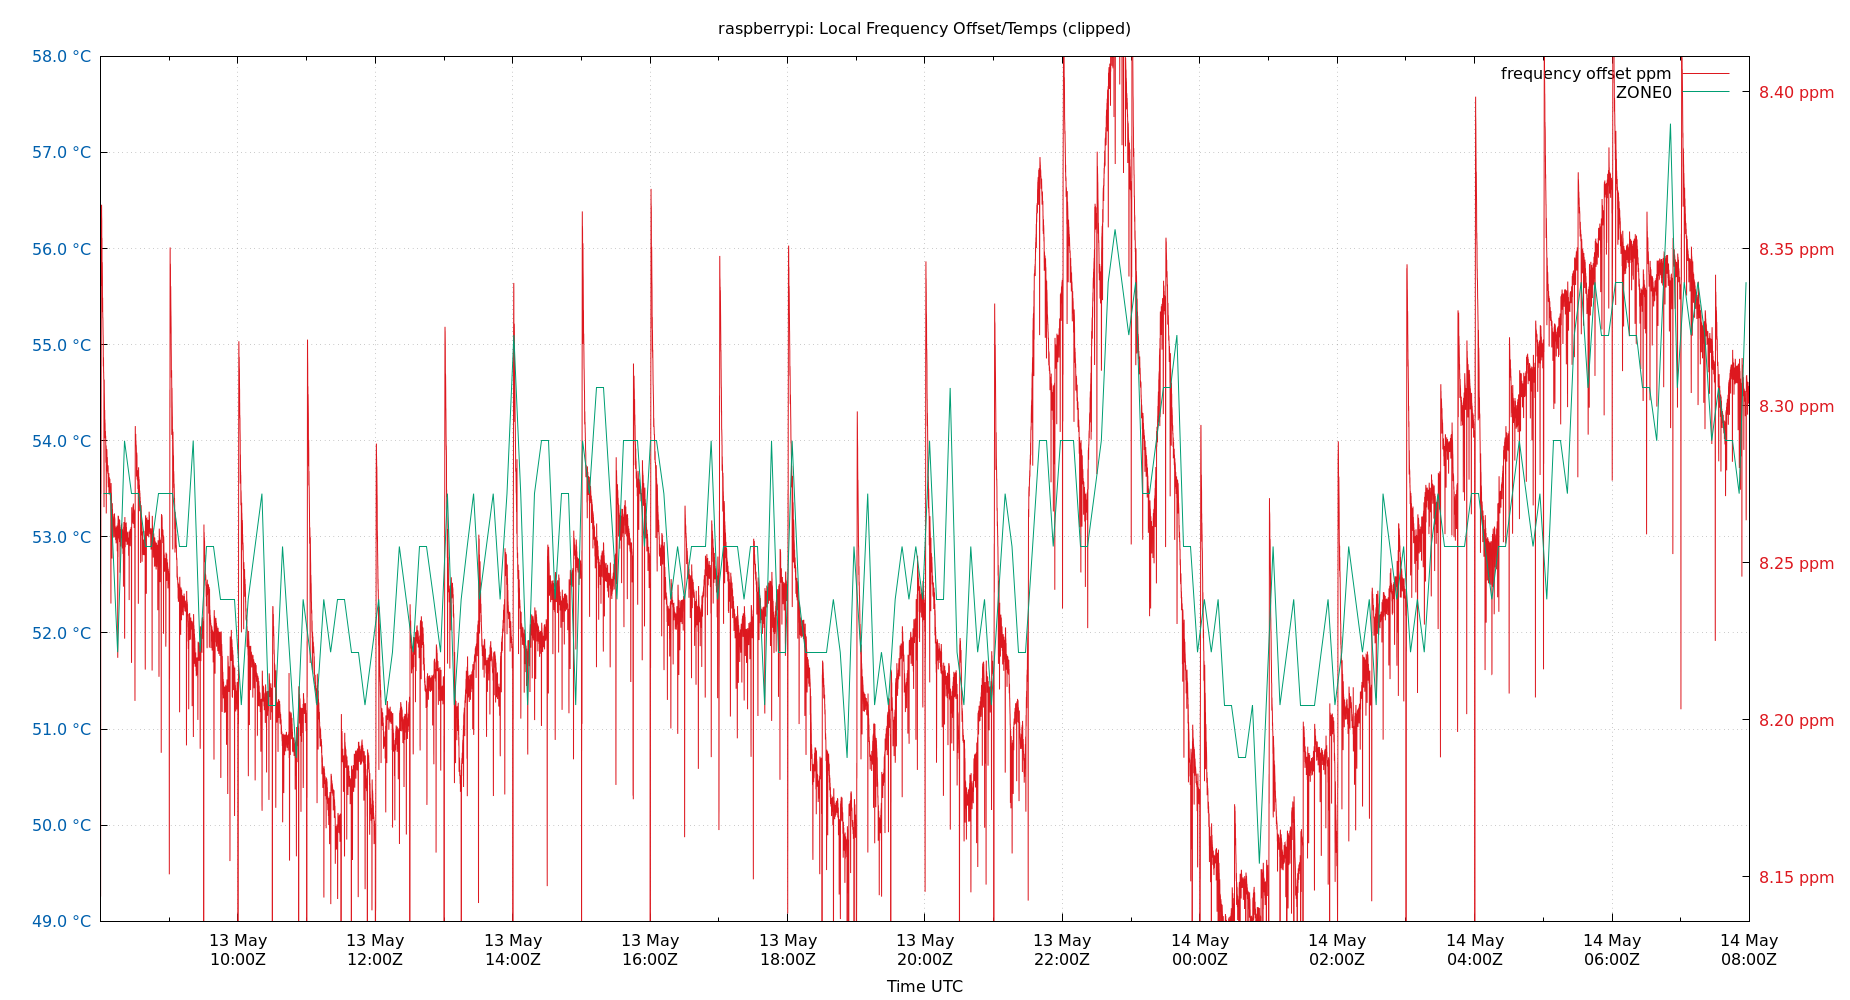 raspberrypi: Local Frequency Offset/Temps (clipped)
58.0 °C
57.0 °C
56.0 °C
55.0 °C
54.0 °C
53.0 °C
52.0 °C
51.0 °C
50.0 °C
49.0 °C
frequency offset ppm
ZONE0
8.40 ppm
8.35 ppm
8.30 ppm
8.25 ppm
8.20 ppm
8.15 ppm
13 May 13 May 13 May 13 May 13 May 13 May 13 May 14 May 14 May 14 May 14 May 14 May
10:00Z 12:00Z 14:00Z 16:00Z 18:00Z 20:00Z 22:00Z 00:00Z 02:00Z 04:00Z 06:00Z 08:00Z
Time UTC